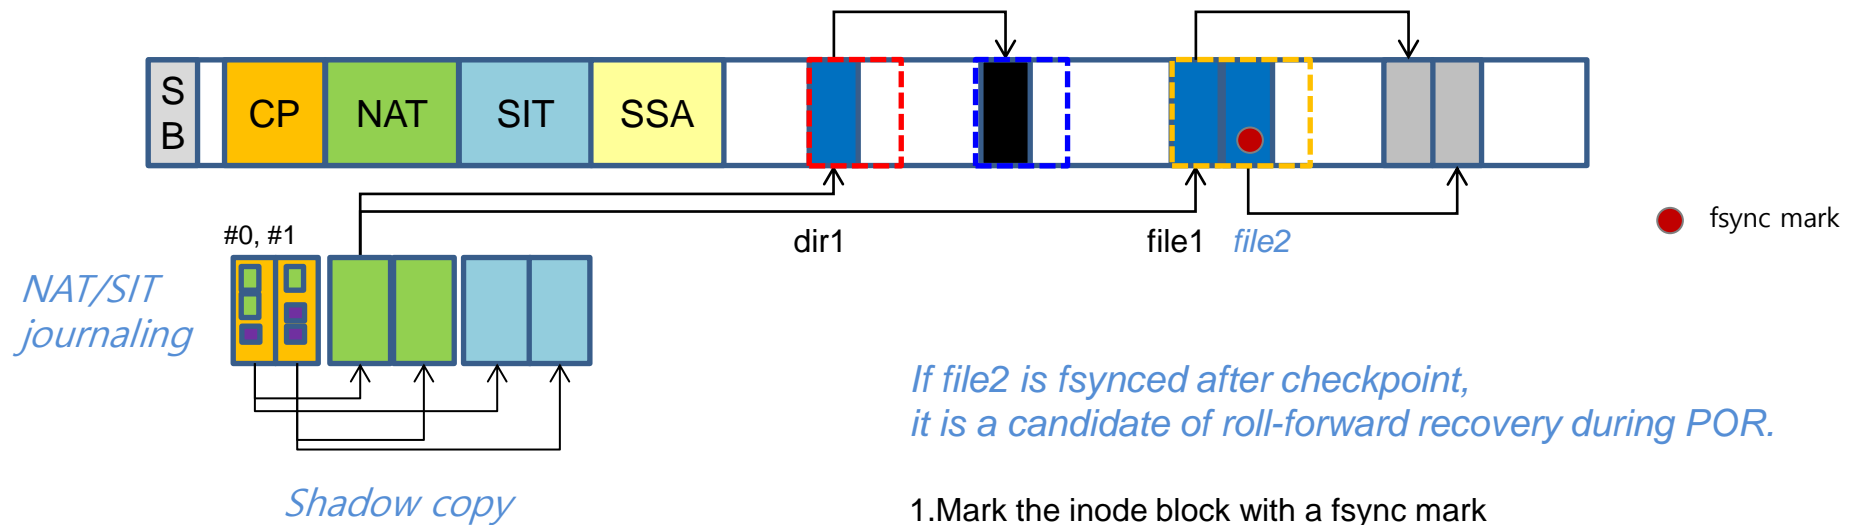 S
B
CP
NAT
SIT
SSA
fsync mark
dir1
file1
file2
#0, #1
NAT/SIT
journaling
If file2 is fsynced after checkpoint,
it is a candidate of roll-forward recovery during POR.
Shadow copy
1.Mark the inode block with a fsync mark